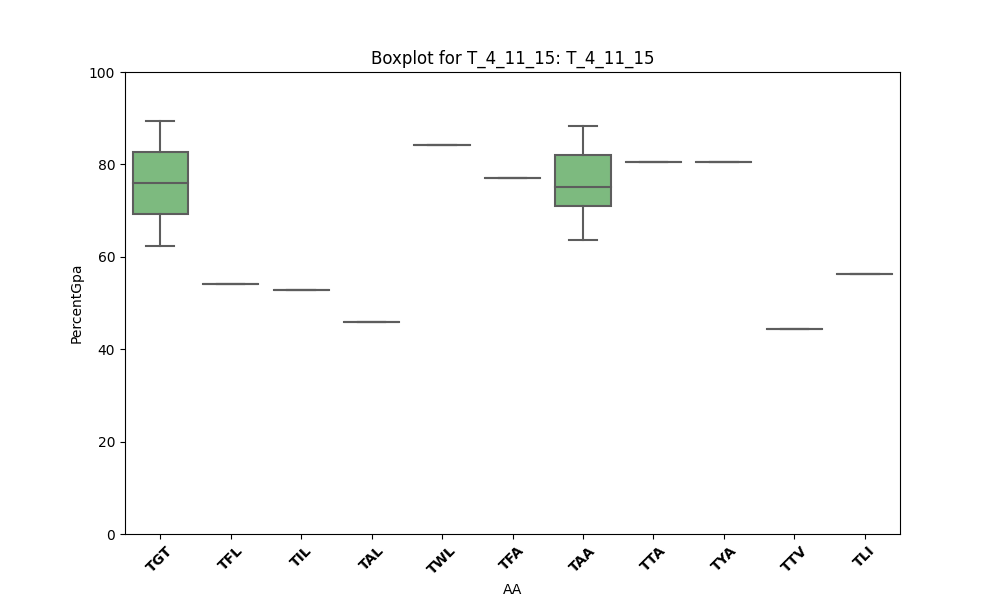 Boxplot for T_4_11_15: T_4_11_15
100
80
60
40
20
0
PercentGpa
TGT
TFL
TIL
TAL
TWL
TFA
TAA
TTA
TYA
TTV
TLI
AA